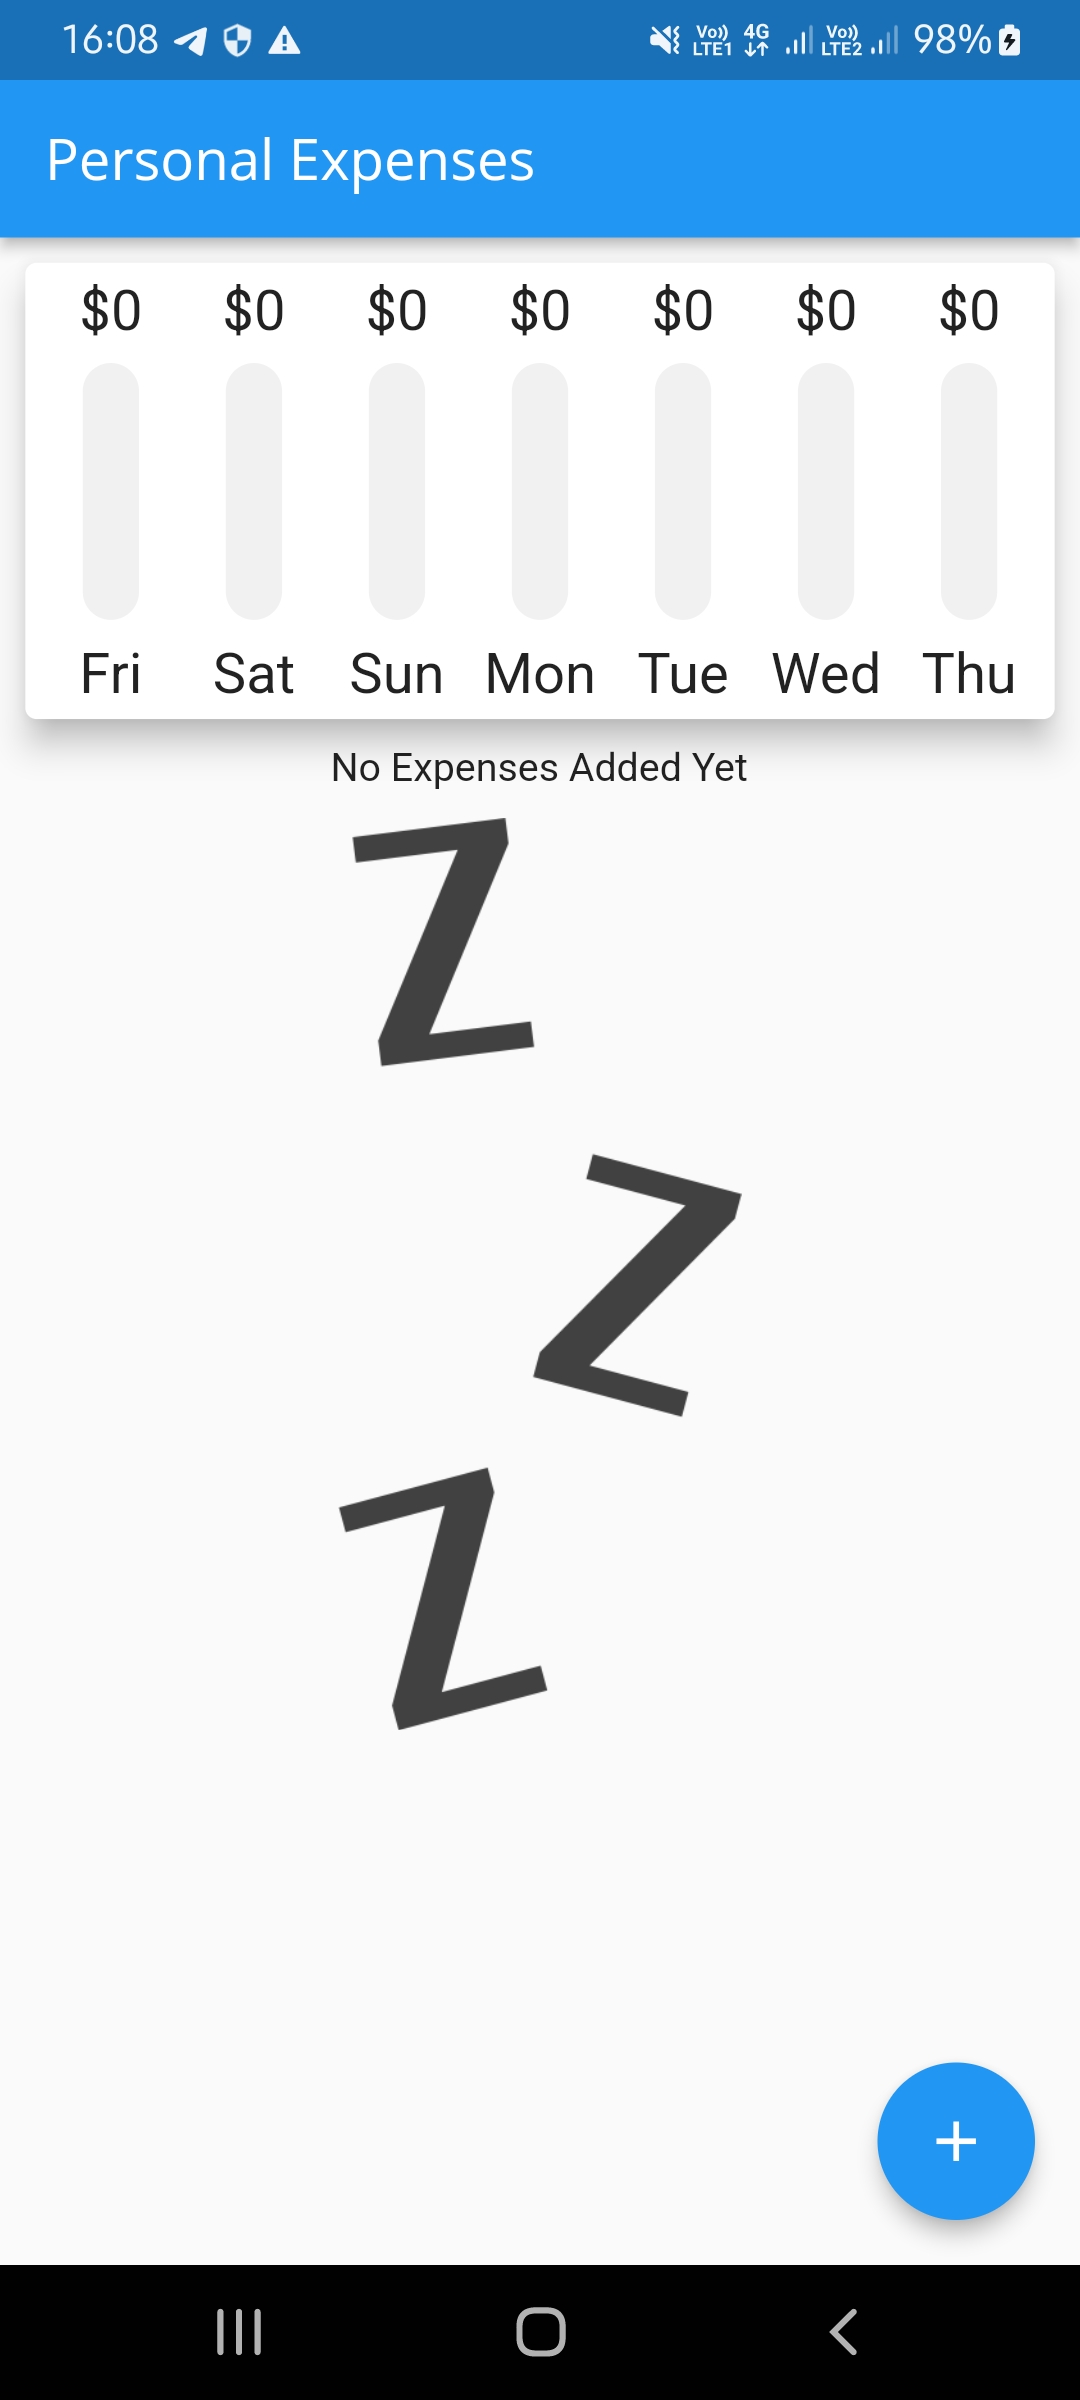 16:08 Vo)) LTE1 4G Vo)) LTE2 98%
Personal Expenses
$0 $0 $0 $0 $0 $0 $0
Fri Sat Sun Mon Tue Wed Thu
No Expenses Added Yet
Z
Z
Z
+